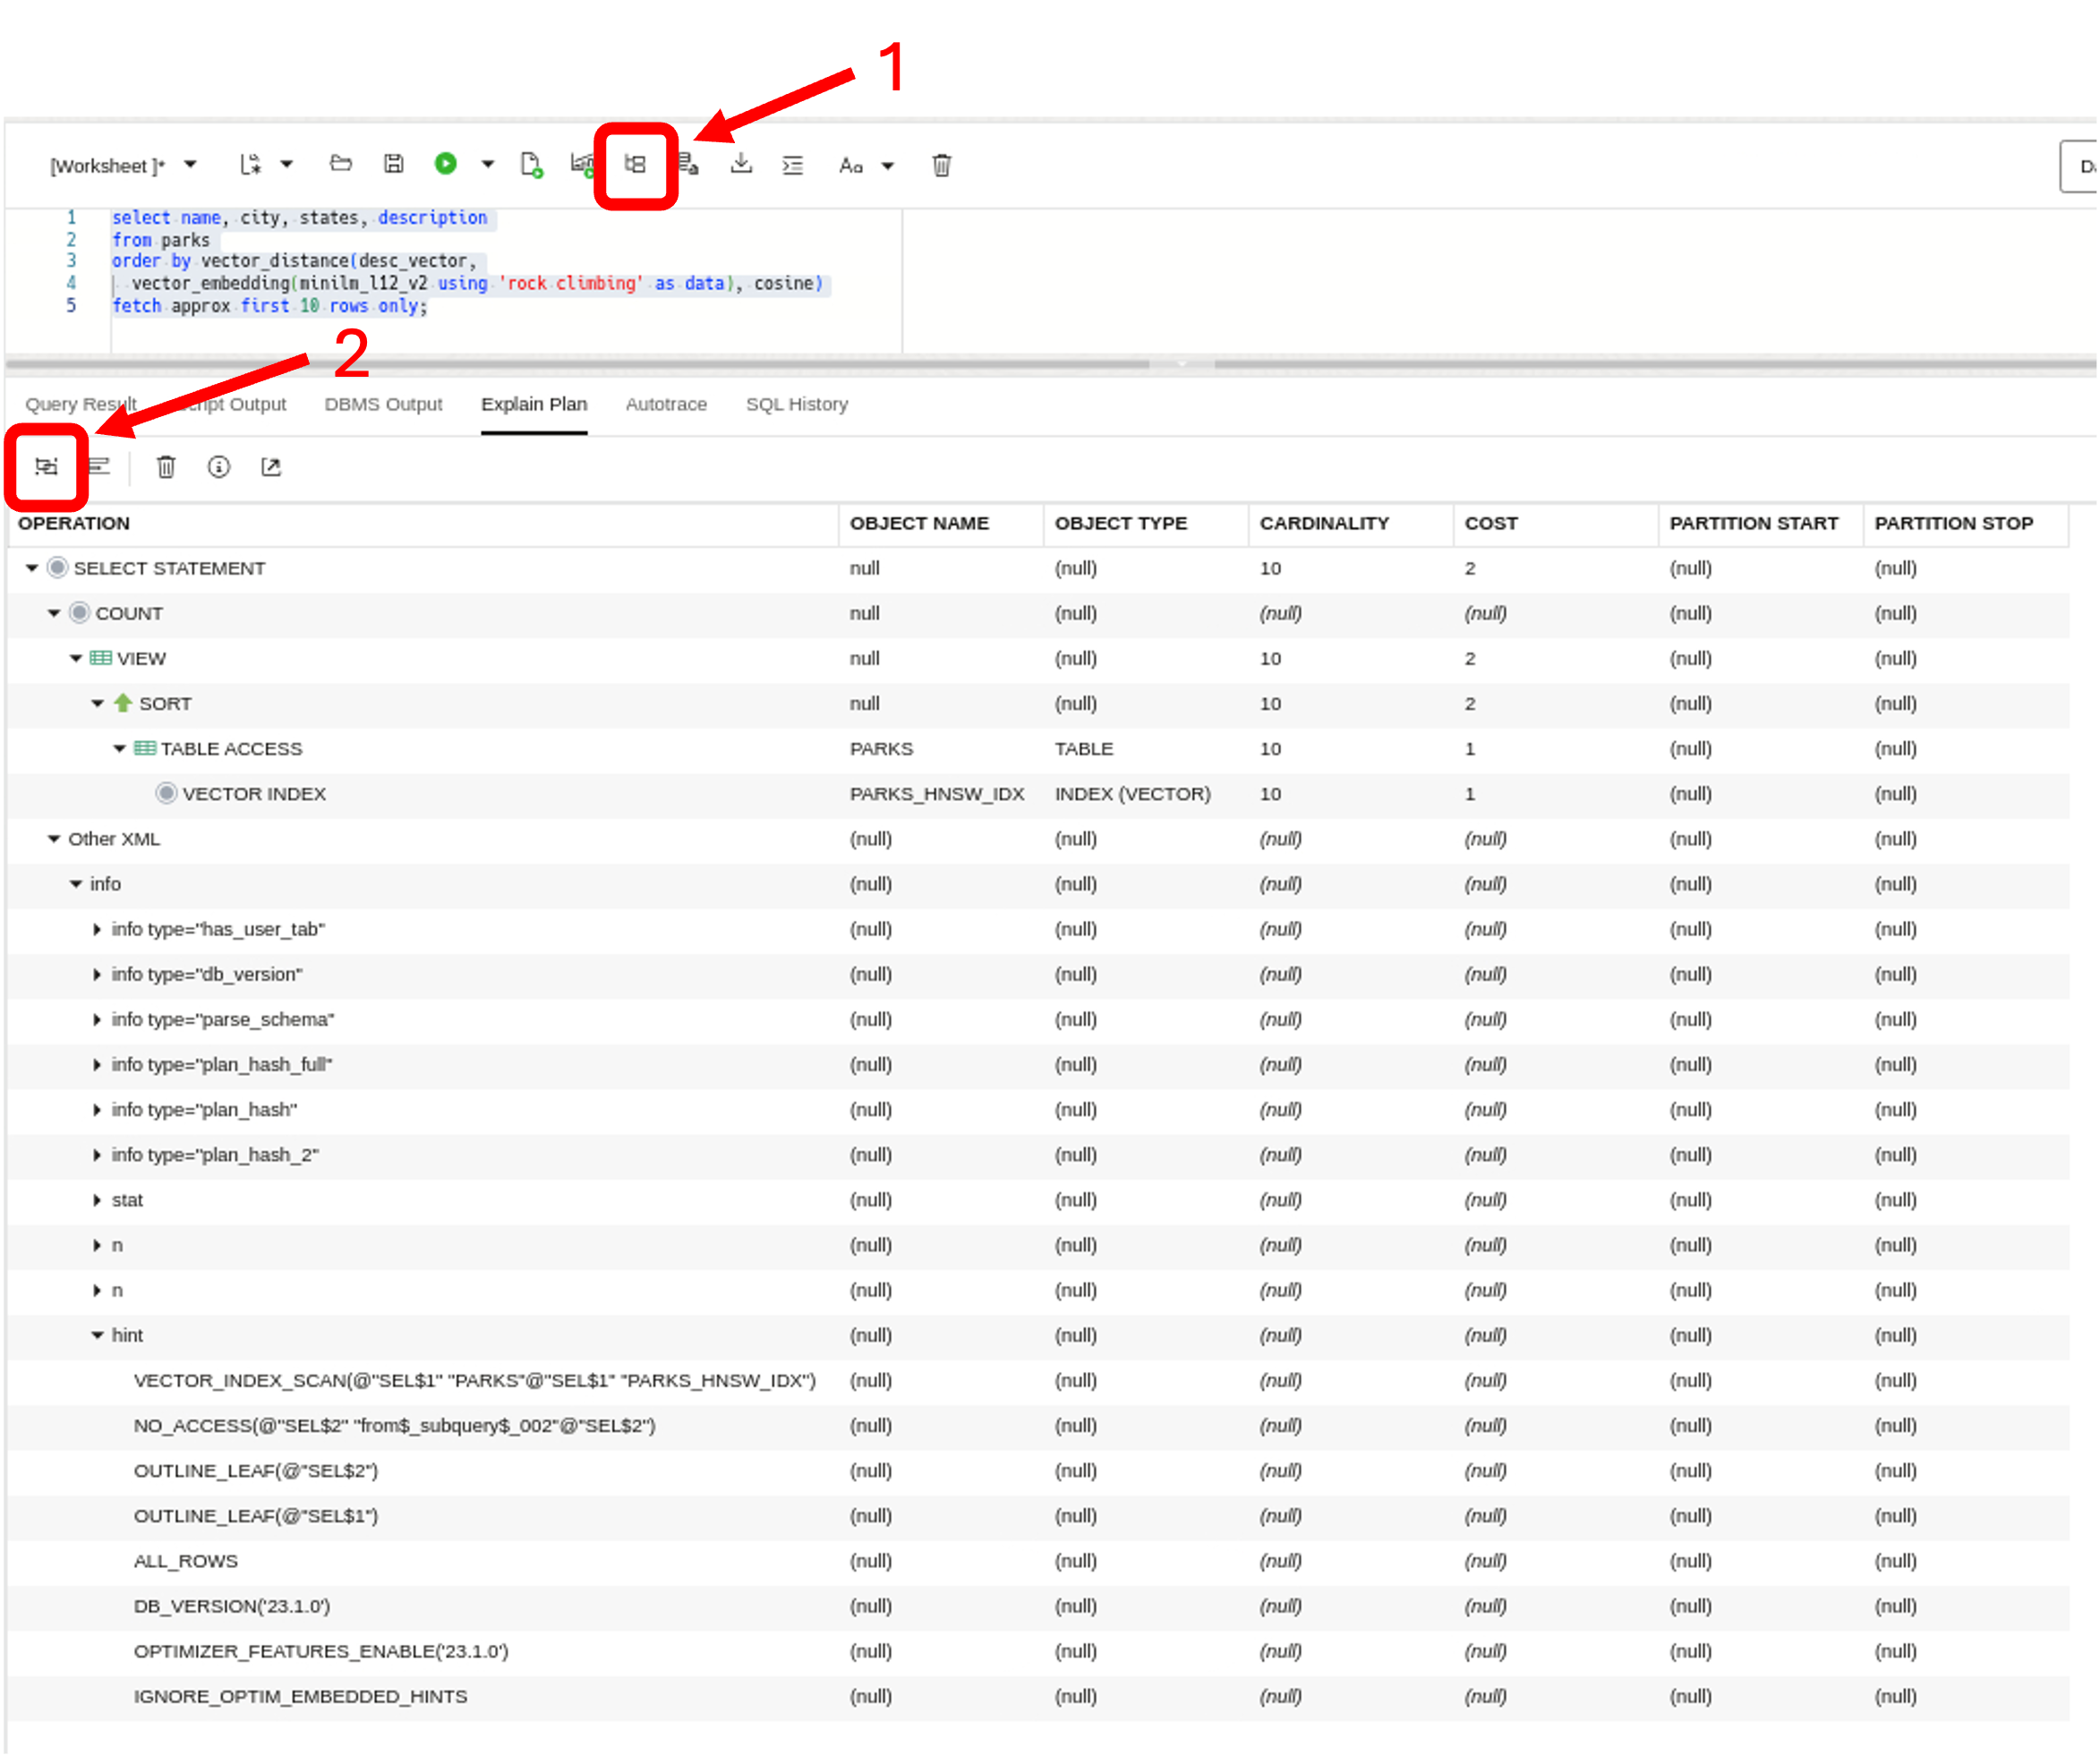 1
[Worksheet ]*
Aa
D
1 select name, city, states, description
2 from parks
3 order by vector_distance(desc_vector,
4 vector_embedding(minilm_l12_v2 using 'rock climbing' as data), cosine)
5 fetch approx first 10 rows only;
2
Query Result Script Output DBMS Output Explain Plan Autotrace SQL History
OPERATION OBJECT NAME OBJECT TYPE CARDINALITY COST PARTITION START PARTITION STOP
SELECT STATEMENT null (null) 10 2 (null) (null)
COUNT null (null) (null) (null) (null) (null)
VIEW null (null) 10 2 (null) (null)
SORT null (null) 10 2 (null) (null)
TABLE ACCESS PARKS TABLE 10 1 (null) (null)
VECTOR INDEX PARKS_HNSW_IDX INDEX (VECTOR) 10 1 (null) (null)
Other XML (null) (null) (null) (null) (null) (null)
info (null) (null) (null) (null) (null) (null)
info type="has_user_tab" (null) (null) (null) (null) (null) (null)
info type="db_version" (null) (null) (null) (null) (null) (null)
info type="parse_schema" (null) (null) (null) (null) (null) (null)
info type="plan_hash_full" (null) (null) (null) (null) (null) (null)
info type="plan_hash" (null) (null) (null) (null) (null) (null)
info type="plan_hash_2" (null) (null) (null) (null) (null) (null)
stat (null) (null) (null) (null) (null) (null)
n (null) (null) (null) (null) (null) (null)
n (null) (null) (null) (null) (null) (null)
hint (null) (null) (null) (null) (null) (null)
VECTOR_INDEX_SCAN(@"SEL$1" "PARKS"@"SEL$1" "PARKS_HNSW_IDX") (null) (null) (null) (null) (null) (null)
NO_ACCESS(@"SEL$2" "from$_subquery$_002"@"SEL$2") (null) (null) (null) (null) (null) (null)
OUTLINE_LEAF(@"SEL$2") (null) (null) (null) (null) (null) (null)
OUTLINE_LEAF(@"SEL$1") (null) (null) (null) (null) (null) (null)
ALL_ROWS (null) (null) (null) (null) (null) (null)
DB_VERSION('23.1.0') (null) (null) (null) (null) (null) (null)
OPTIMIZER_FEATURES_ENABLE('23.1.0') (null) (null) (null) (null) (null) (null)
IGNORE_OPTIM_EMBEDDED_HINTS (null) (null) (null) (null) (null) (null)